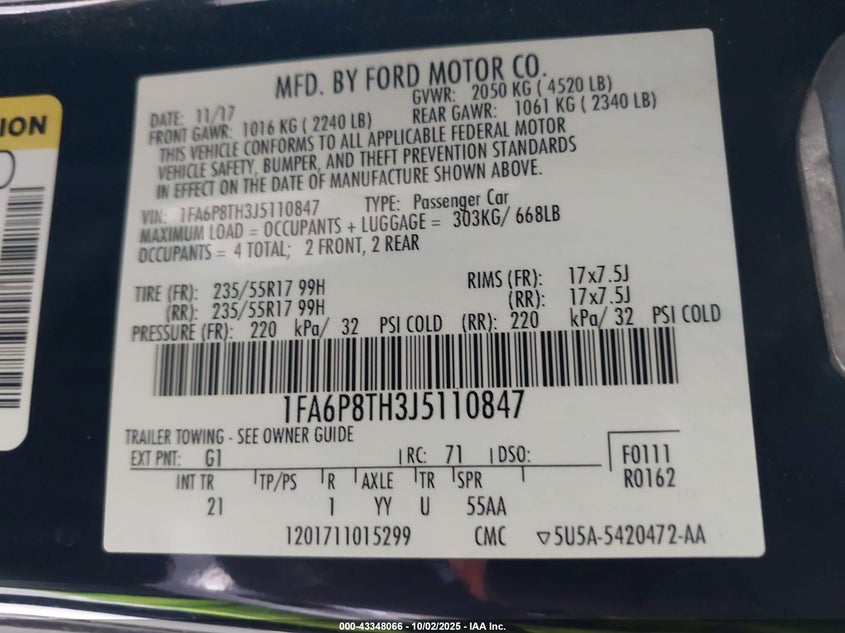 MFD. BY FORD MOTOR CO.
DATE: 11/17 GVWR: 2050 KG ( 4520 LB)
FRONT GAWR: 1016 KG ( 2240 LB) REAR GAWR: 1061 KG ( 2340 LB)
THIS VEHICLE CONFORMS TO ALL APPLICABLE FEDERAL MOTOR
VEHICLE SAFETY, BUMPER, AND THEFT PREVENTION STANDARDS
IN EFFECT ON THE DATE OF MANUFACTURE SHOWN ABOVE.
VIN: 1FA6P8TH3J5110847 TYPE: Passenger Car
MAXIMUM LOAD = OCCUPANTS + LUGGAGE = 303KG/ 668LB
OCCUPANTS = 4 TOTAL; 2 FRONT, 2 REAR
TIRE (FR): 235/55R17 99H RIMS (FR): 17x7.5J
(RR): 235/55R17 99H (RR): 17x7.5J
PRESSURE (FR): 220 kPa/ 32 PSI COLD (RR): 220 kPa/ 32 PSI COLD
1FA6P8TH3J5110847
TRAILER TOWING - SEE OWNER GUIDE
EXT PNT: G1 RC: 71 DSO: F0111
R0162
INT TR TP/PS R AXLE TR SPR
21 1 YY U 55AA
1201711015299 CMC ▽5U5A-5420472-AA
ION
000-43348066 - 10/02/2025 - IAA Inc.